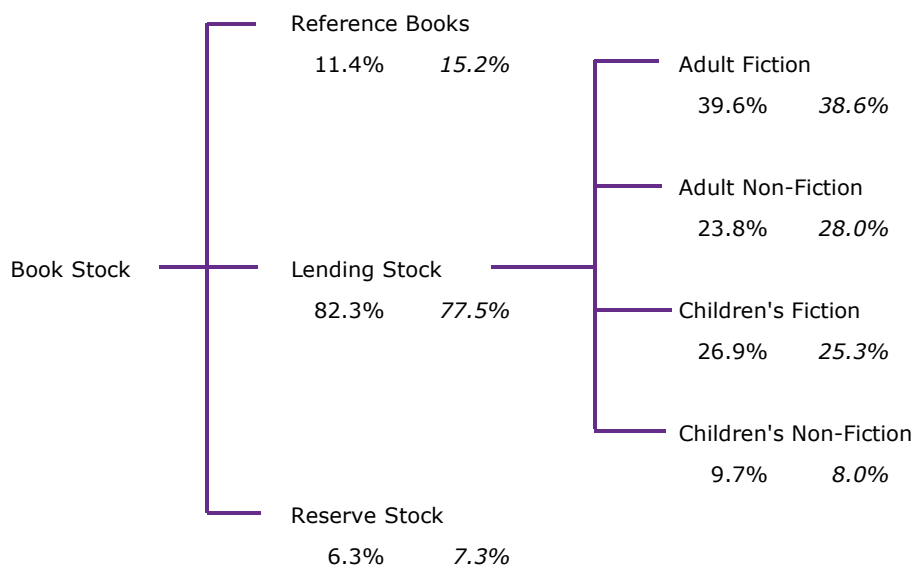 Reference Books
11.4% 15.2%
Adult Fiction
39.6% 38.6%
Adult Non-Fiction
23.8% 28.0%
Book Stock
Lending Stock
82.3% 77.5%
Children's Fiction
26.9% 25.3%
Children's Non-Fiction
9.7% 8.0%
Reserve Stock
6.3% 7.3%